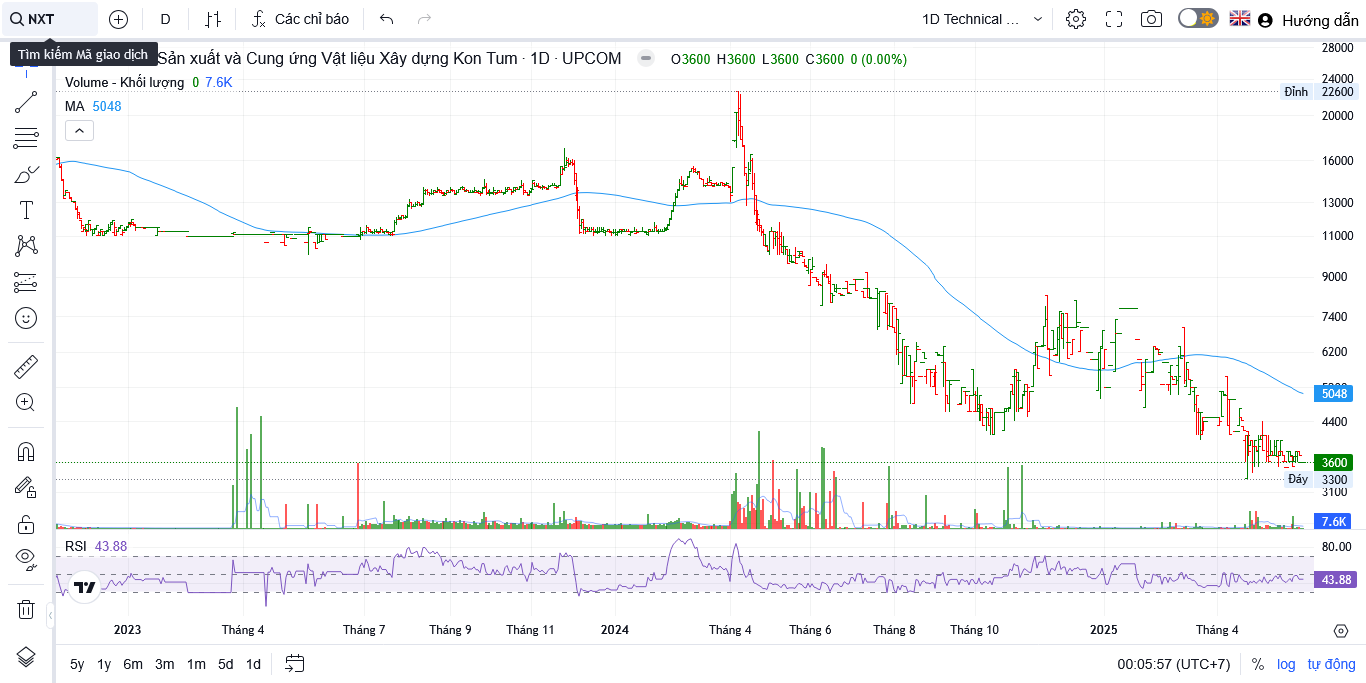 NXT
D
Các chỉ báo
1D Technical ...
Hướng dẫn
Tìm kiếm Mã giao dịch
Sản xuất và Cung ứng Vật liệu Xây dựng Kon Tum · 1D · UPCOM
O3600 H3600 L3600 C3600 0 (0.00%)
Volume - Khối lượng 0 7.6K
MA 5048
28000
24000
Đỉnh 22600
20000
16000
13000
11000
9000
7400
6200
5048
4400
3600
Đáy 3300
3100
7.6K
RSI 43.88
80.00
43.88
2023
Tháng 4
Tháng 7
Tháng 9
Tháng 11
2024
Tháng 4
Tháng 6
Tháng 8
Tháng 10
2025
Tháng 4
5y 1y 6m 3m 1m 5d 1d
00:05:57 (UTC+7)
% log tự động